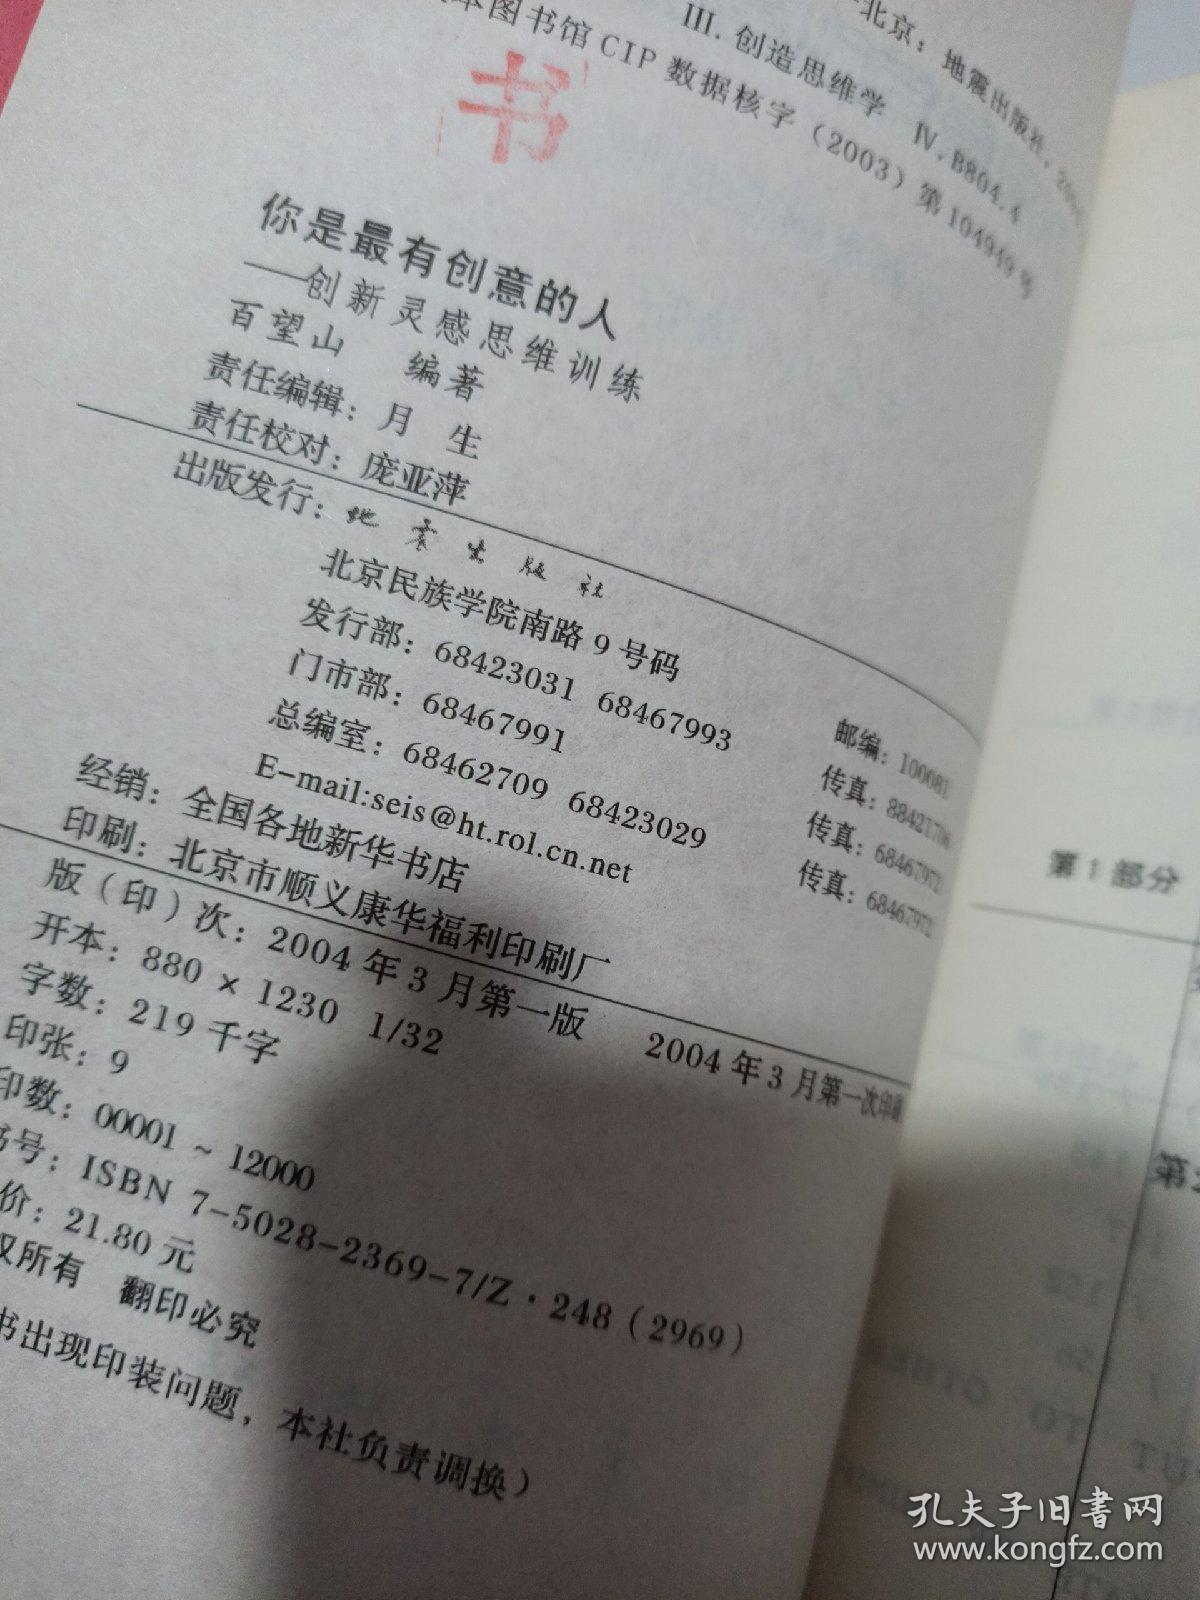 北京：地震出版社，200
III. 创造思维学 Ⅳ. B804.4
本图书馆 CIP 数据核字（2003）第 104949 号
书
你是最有创意的人
——创新灵感思维训练
百望山 编著
责任编辑：月 生
责任校对：庞亚萍
出版发行：地震出版社
北京民族学院南路 9 号码 邮编：100081
发行部：68423031 68467993 传真：88421706
门市部：68467991 传真：6846797
总编室：68462709 68423029 传真：68467972
E-mail:seis@ht.rol.cn.net
经销：全国各地新华书店
印刷：北京市顺义康华福利印刷厂
版（印）次：2004 年 3 月第一版 2004 年 3 月第一次印刷
开本：880 × 1230 1/32
字数：219 千字
印张：9
印数：00001 ~ 12000
书号：ISBN 7-5028-2369-7/Z · 248（2969）
价：21.80 元
权所有 翻印必究
书出现印装问题，本社负责调换）
第 1 部分
第
孔夫子旧书网
www.kongfz.com